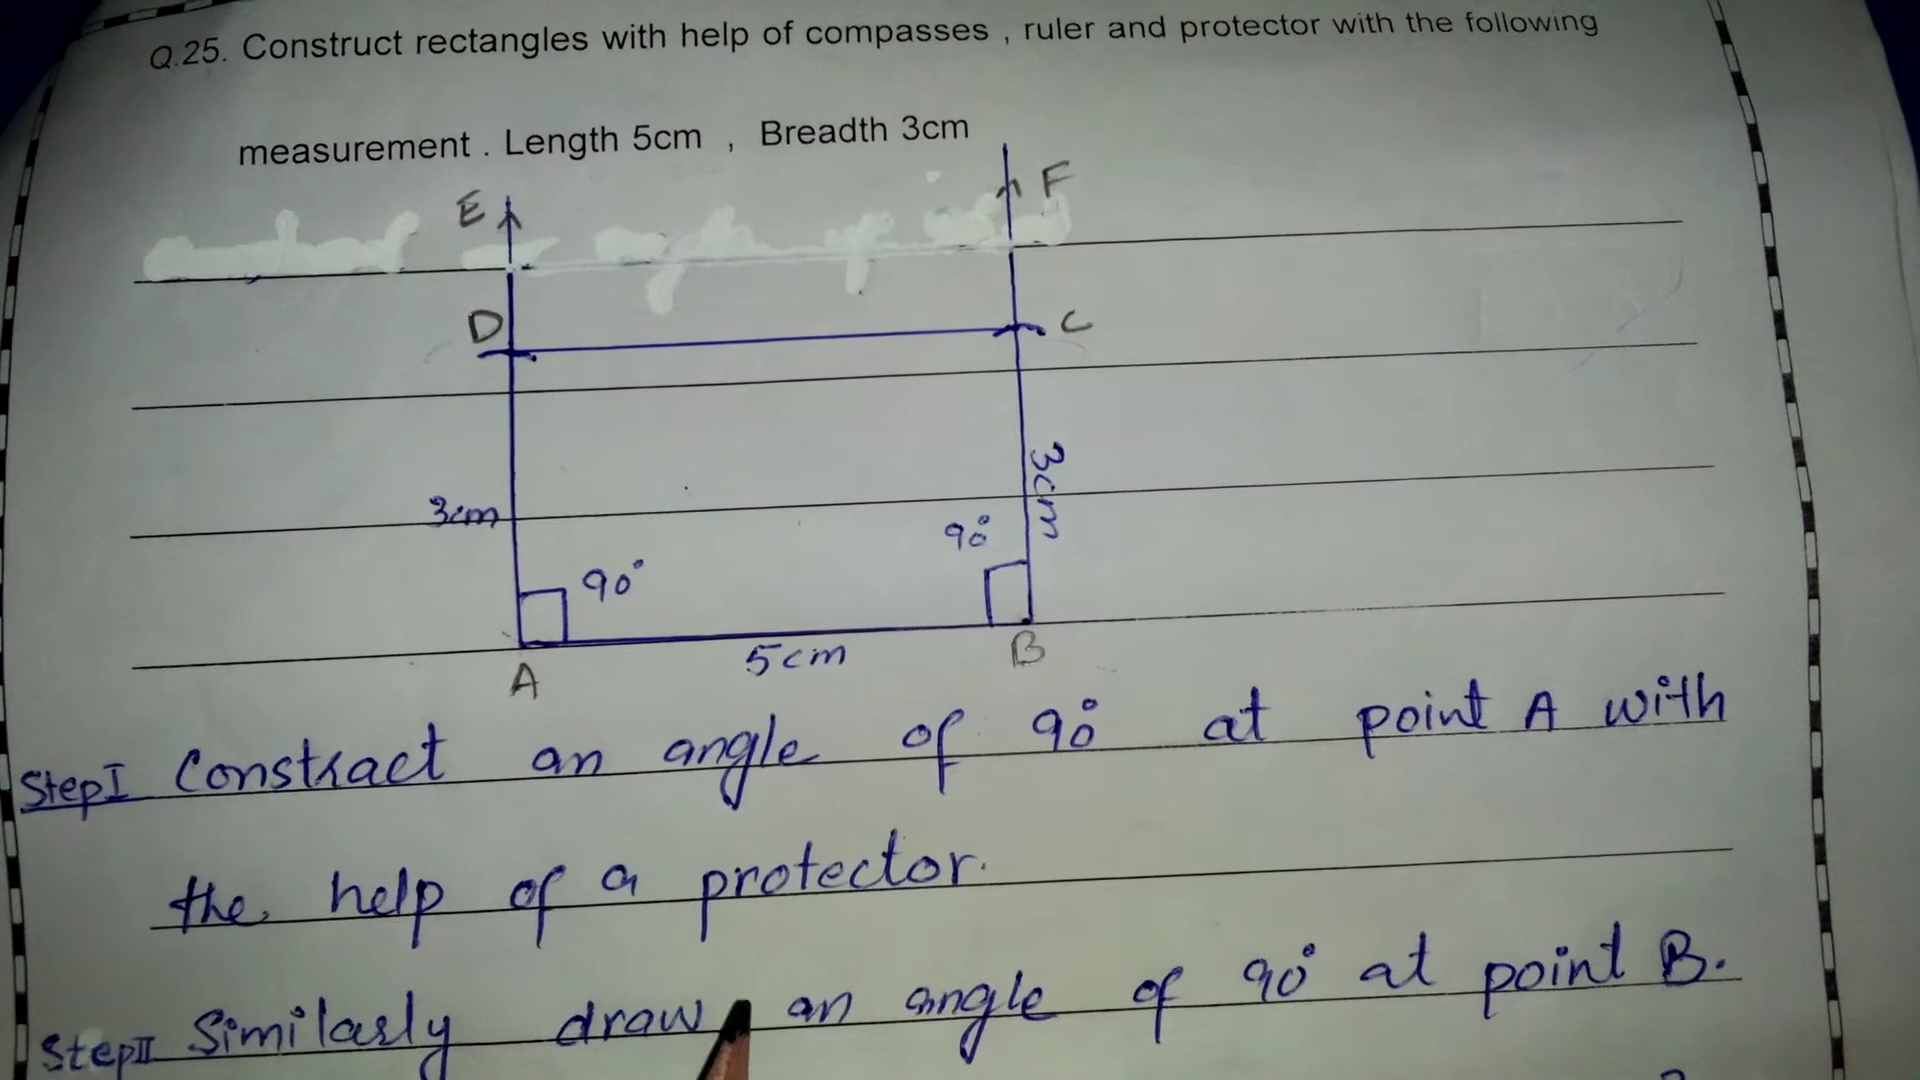 Q.25. Construct rectangles with help of compasses , ruler and protector with the following
measurement . Length 5cm , Breadth 3cm
E F
D C
3cm 3cm
90° 90°
A 5cm B
StepI Constract an angle of 90° at point A with
the help of a protector.
StepII Similarly draw an angle of 90° at point B.